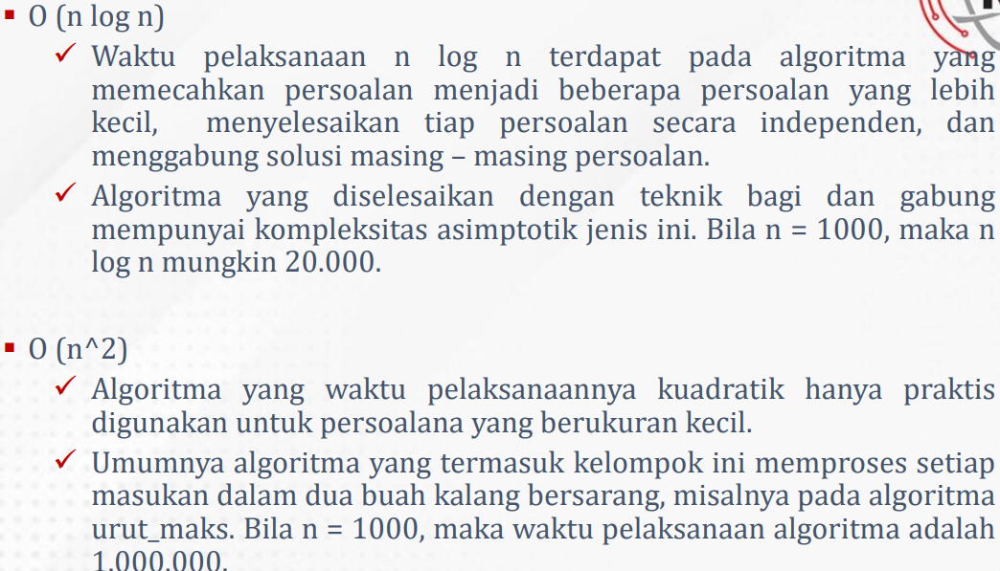 O (n log n)
Waktu pelaksanaan n log n terdapat pada algoritma yang
memecahkan persoalan menjadi beberapa persoalan yang lebih
kecil, menyelesaikan tiap persoalan secara independen, dan
menggabung solusi masing – masing persoalan.
Algoritma yang diselesaikan dengan teknik bagi dan gabung
mempunyai kompleksitas asimptotik jenis ini. Bila n = 1000, maka n
log n mungkin 20.000.
O (n^2)
Algoritma yang waktu pelaksanaannya kuadratik hanya praktis
digunakan untuk persoalana yang berukuran kecil.
Umumnya algoritma yang termasuk kelompok ini memproses setiap
masukan dalam dua buah kalang bersarang, misalnya pada algoritma
urut_maks. Bila n = 1000, maka waktu pelaksanaan algoritma adalah
1.000.000.